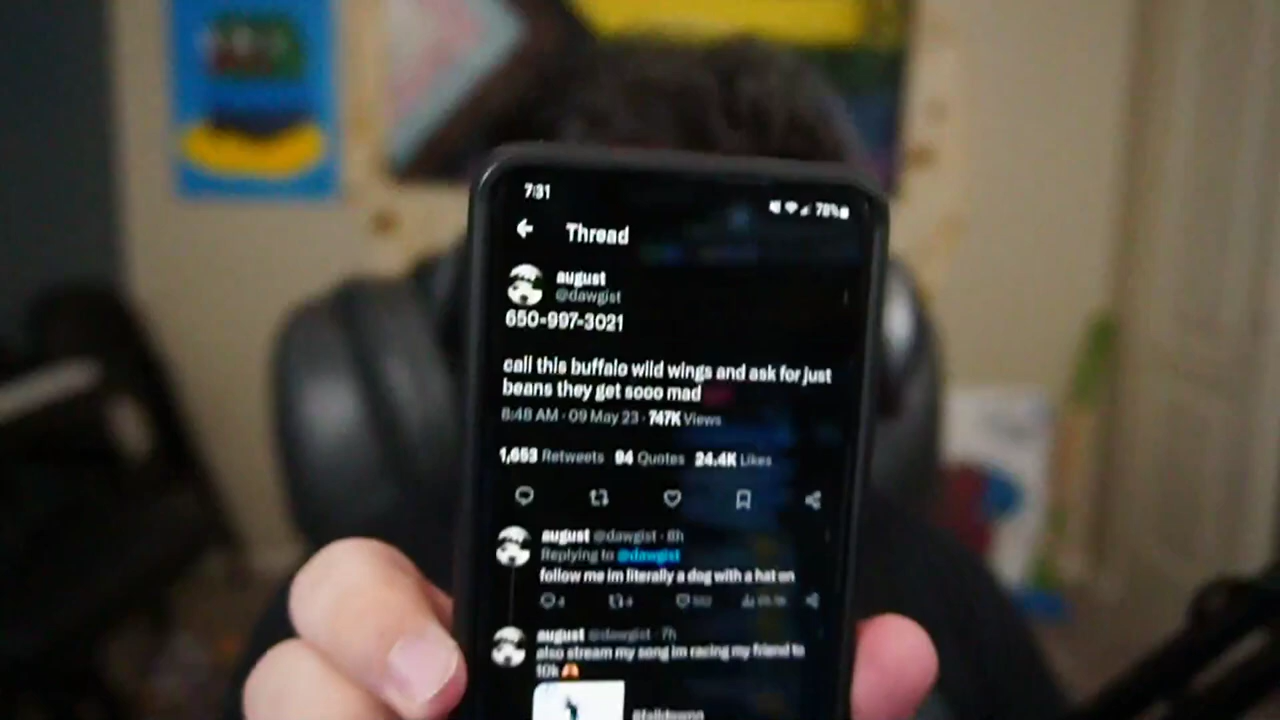 7:31
78%
Thread
august
@dawgist
650-997-3021
call this buffalo wild wings and ask for just
beans they get sooo mad
8:48 AM · 09 May 23 · 747K Views
1,653 Retweets 94 Quotes 24.4K Likes
august @dawgist · 6h
Replying to @dawgist
follow me im literally a dog with a hat on
august @dawgist · 7h
also stream my song im racing my friend to
10k